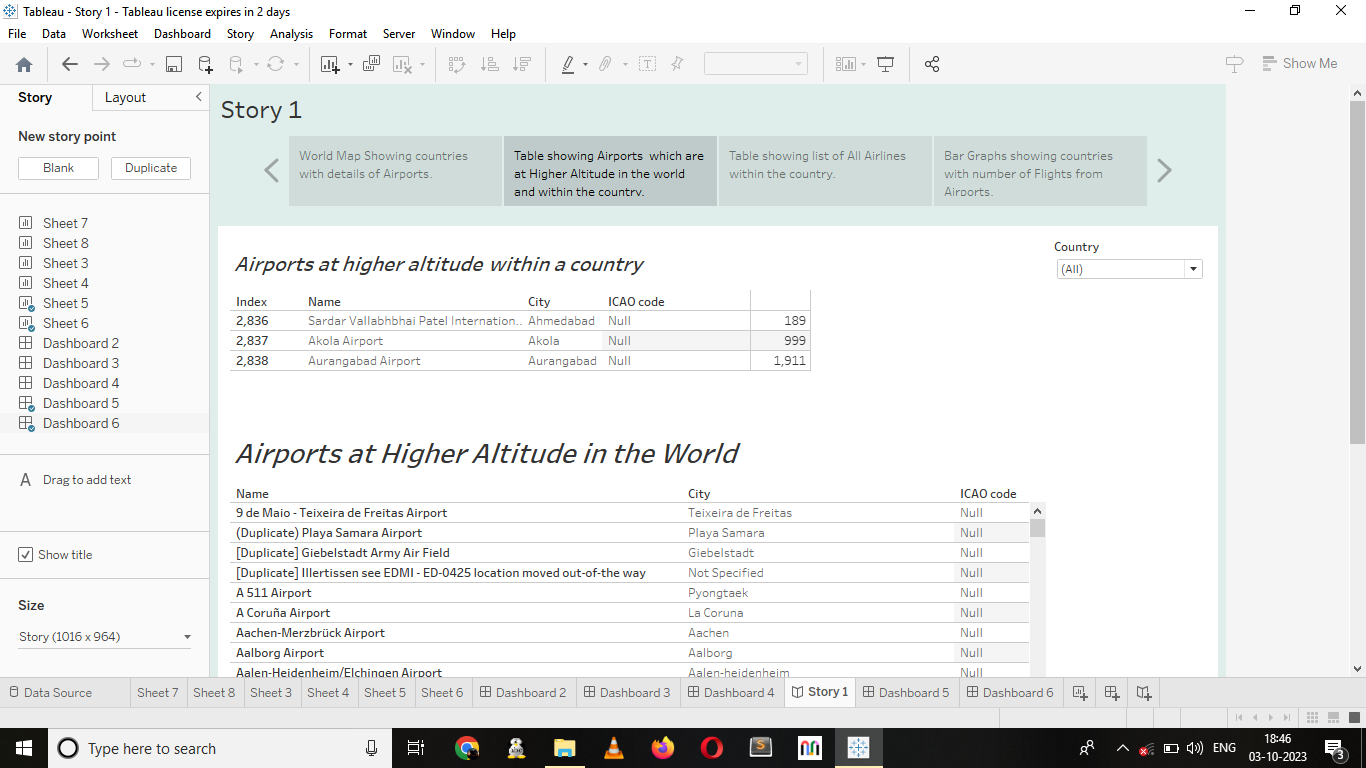 Tableau - Story 1 - Tableau license expires in 2 days
File Data Worksheet Dashboard Story Analysis Format Server Window Help
Show Me
Story Layout
New story point
Blank Duplicate
Sheet 7
Sheet 8
Sheet 3
Sheet 4
Sheet 5
Sheet 6
Dashboard 2
Dashboard 3
Dashboard 4
Dashboard 5
Dashboard 6
A Drag to add text
Show title
Size
Story (1016 x 964)
Story 1
World Map Showing countries
with details of Airports.
Table showing Airports which are
at Higher Altitude in the world
and within the country.
Table showing list of All Airlines
within the country.
Bar Graphs showing countries
with number of Flights from
Airports.
Airports at higher altitude within a country
Country
(All)
Index Name City ICAO code
2,836 Sardar Vallabhbhai Patel Internation.. Ahmedabad Null 189
2,837 Akola Airport Akola Null 999
2,838 Aurangabad Airport Aurangabad Null 1,911
Airports at Higher Altitude in the World
Name City ICAO code
9 de Maio - Teixeira de Freitas Airport Teixeira de Freitas Null
(Duplicate) Playa Samara Airport Playa Samara Null
[Duplicate] Giebelstadt Army Air Field Giebelstadt Null
[Duplicate] Illertissen see EDMI - ED-0425 location moved out-of-the way Not Specified Null
A 511 Airport Pyongtaek Null
A Coruña Airport La Coruna Null
Aachen-Merzbrück Airport Aachen Null
Aalborg Airport Aalborg Null
Aalen-Heidenheim/Elchingen Airport Aalen-heidenheim Null
Data Source Sheet 7 Sheet 8 Sheet 3 Sheet 4 Sheet 5 Sheet 6 Dashboard 2 Dashboard 3 Dashboard 4 Story 1 Dashboard 5 Dashboard 6
Type here to search
ENG
18:46
03-10-2023
3